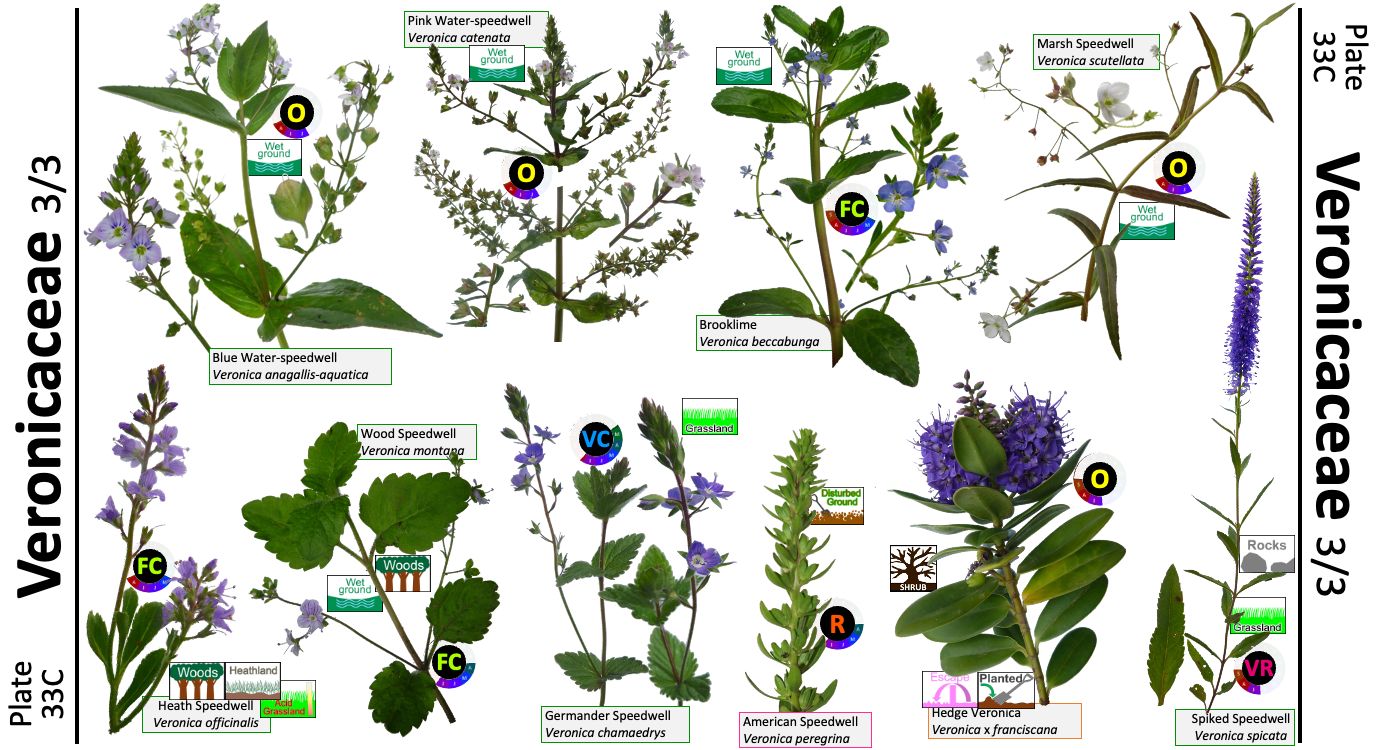 Plate
33C
Veronicaceae 3/3
Blue Water-speedwell
Veronica anagallis-aquatica
O
Wet
ground
Pink Water-speedwell
Veronica catenata
Wet
ground
O
Brooklime
Veronica beccabunga
Wet
ground
FC
Marsh Speedwell
Veronica scutellata
O
Wet
ground
Heath Speedwell
Veronica officinalis
FC
Woods
Heathland
Acid
Grassland
Wood Speedwell
Veronica montana
Woods
Wet
ground
FC
Germander Speedwell
Veronica chamaedrys
VC
Grassland
American Speedwell
Veronica peregrina
Disturbed
Ground
R
Hedge Veronica
Veronica x franciscana
O
SHRUB
Escape
Planted
Spiked Speedwell
Veronica spicata
Rocks
Grassland
VR
Plate
33C
Veronicaceae 3/3